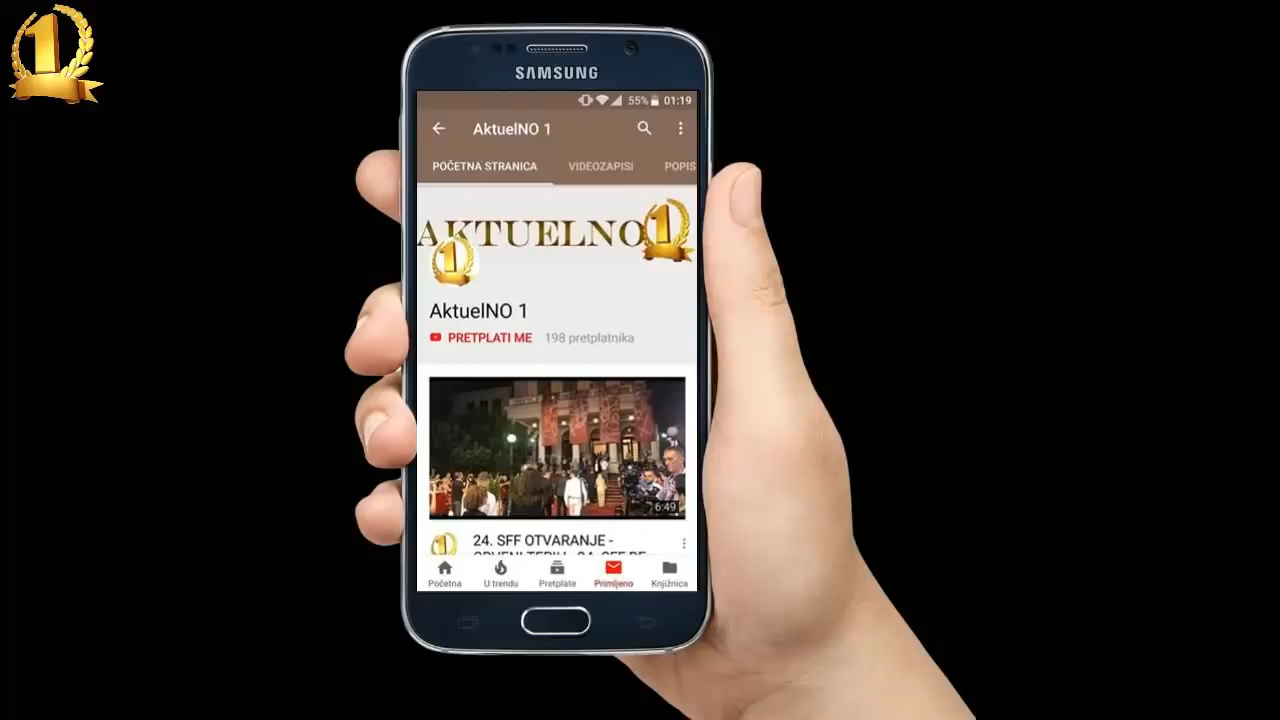 1
SAMSUNG
55% 01:19
AktuelNO 1
POČETNA STRANICA VIDEOZAPISI POPIS
AKTUELNO 1
1
AktuelNO 1
PRETPLATI ME 198 pretplatnika
6:49
24. SFF OTVARANJE -
Početna U trendu Pretplate Primljeno Knjižnica